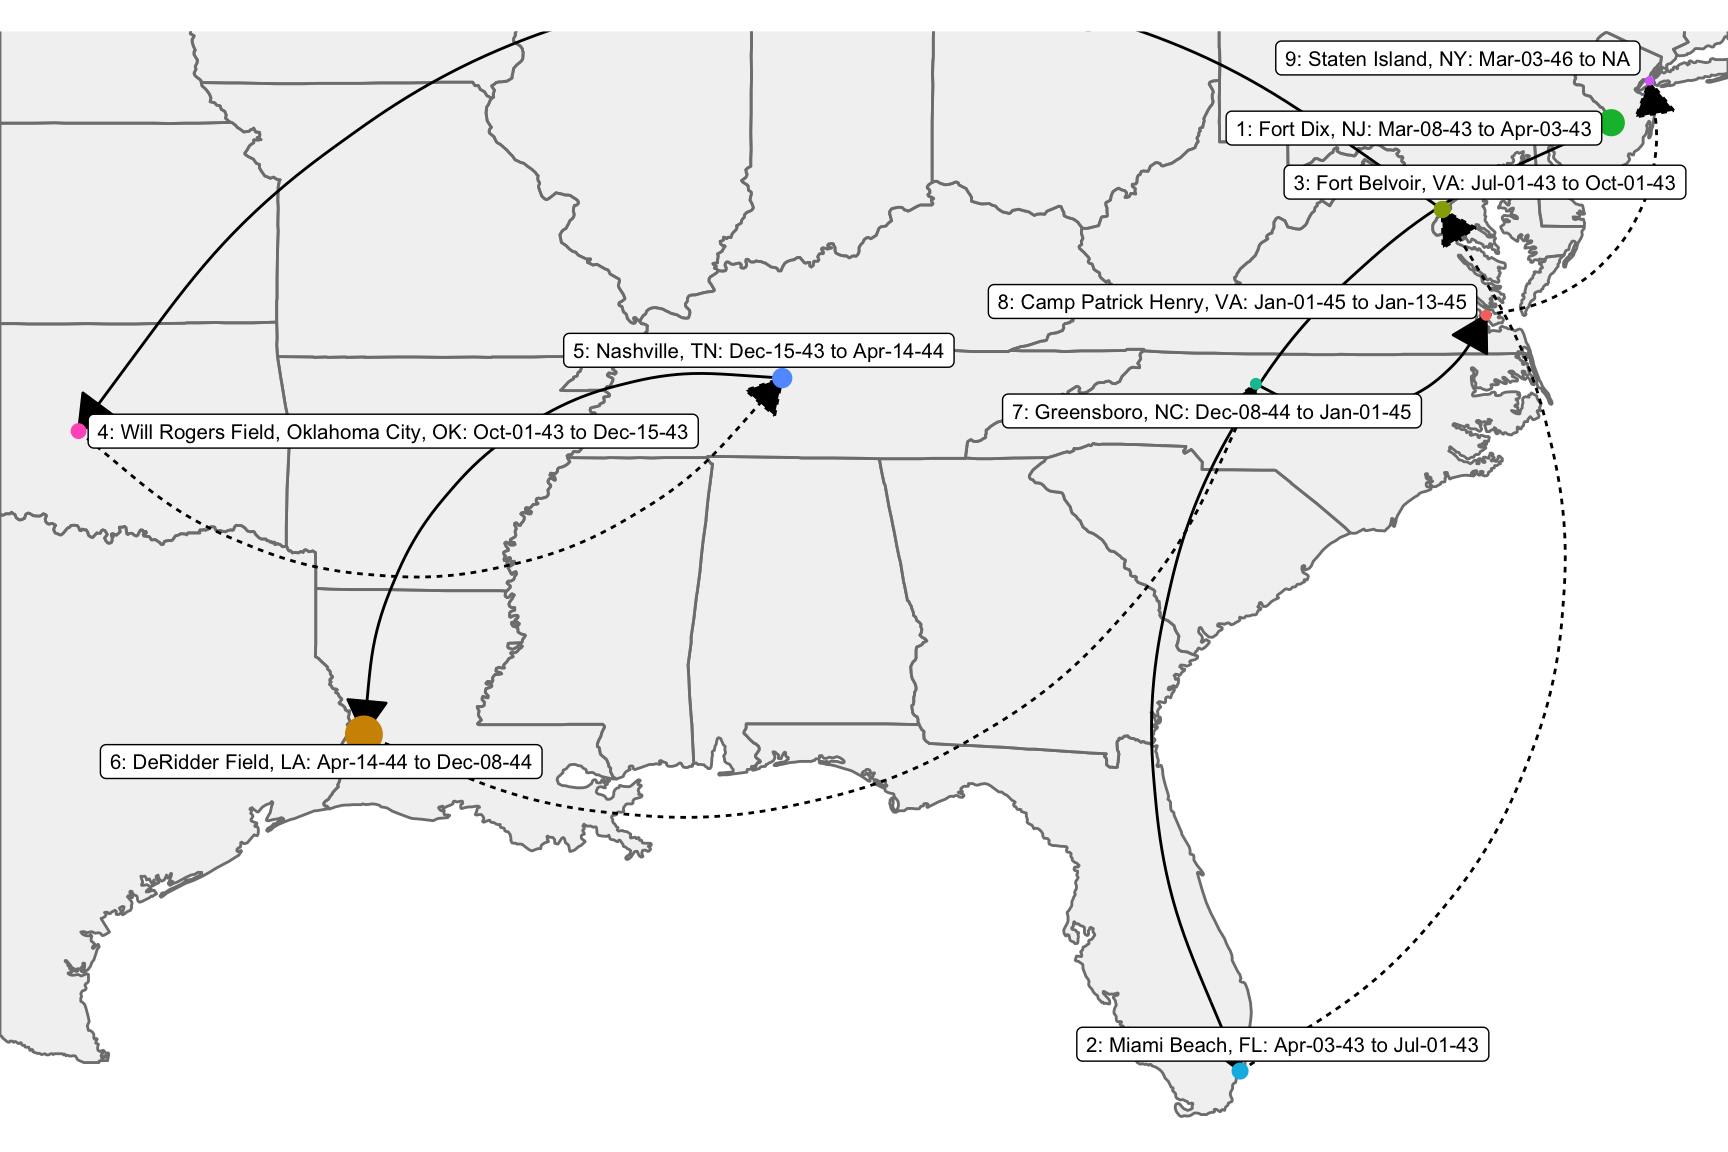 9: Staten Island, NY: Mar-03-46 to NA
1: Fort Dix, NJ: Mar-08-43 to Apr-03-43
3: Fort Belvoir, VA: Jul-01-43 to Oct-01-43
8: Camp Patrick Henry, VA: Jan-01-45 to Jan-13-45
5: Nashville, TN: Dec-15-43 to Apr-14-44
7: Greensboro, NC: Dec-08-44 to Jan-01-45
4: Will Rogers Field, Oklahoma City, OK: Oct-01-43 to Dec-15-43
6: DeRidder Field, LA: Apr-14-44 to Dec-08-44
2: Miami Beach, FL: Apr-03-43 to Jul-01-43